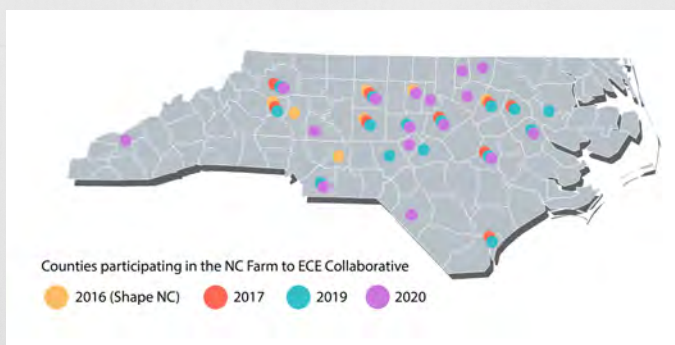 Counties participating in the NC Farm to ECE Collaborative
2016 (Shape NC) 2017 2019 2020